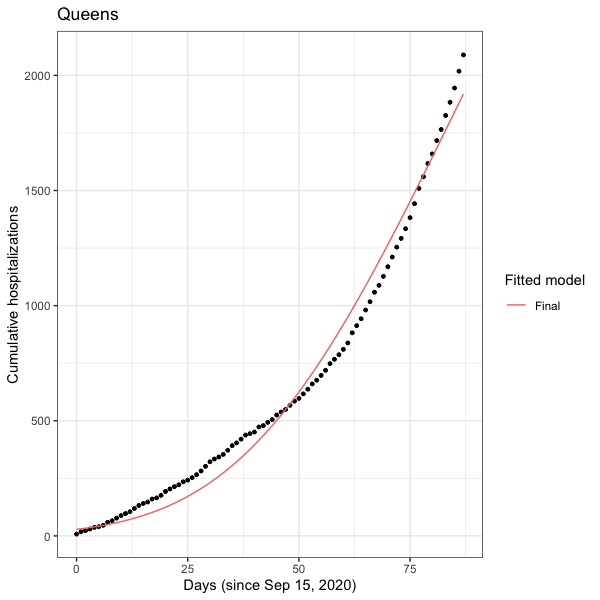 Queens
Cumulative hospitalizations
2000
1500
1000
500
0
0 25 50 75
Days (since Sep 15, 2020)
Fitted model
Final